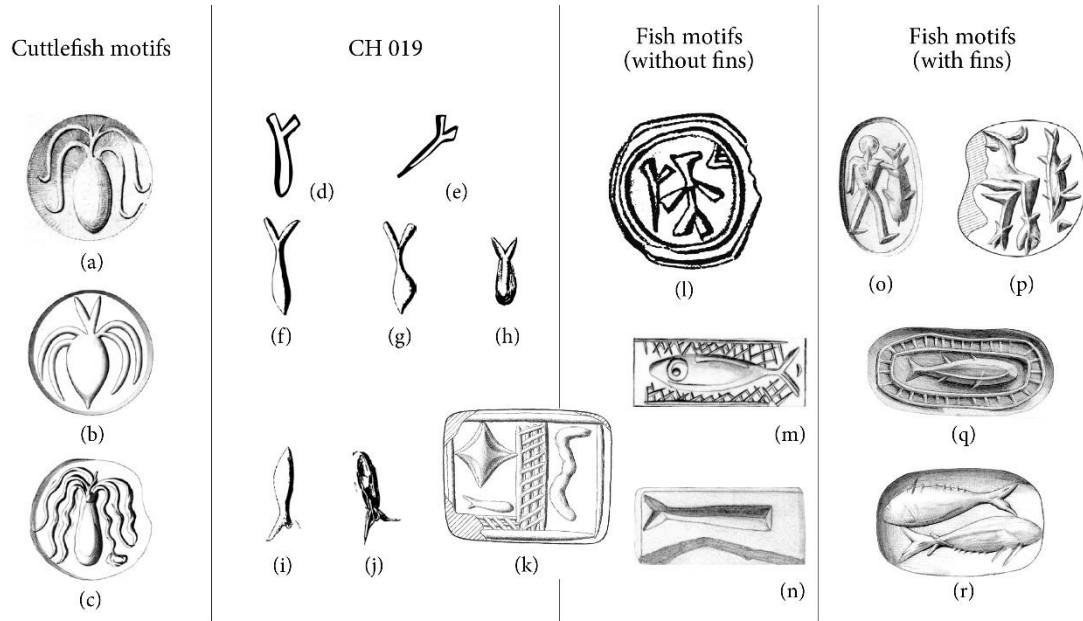 Cuttlefish motifs
CH 019
Fish motifs
(without fins)
Fish motifs
(with fins)
(a)
(b)
(c)
(d)
(e)
(f)
(g)
(h)
(i)
(j)
(k)
(l)
(m)
(n)
(o)
(p)
(q)
(r)